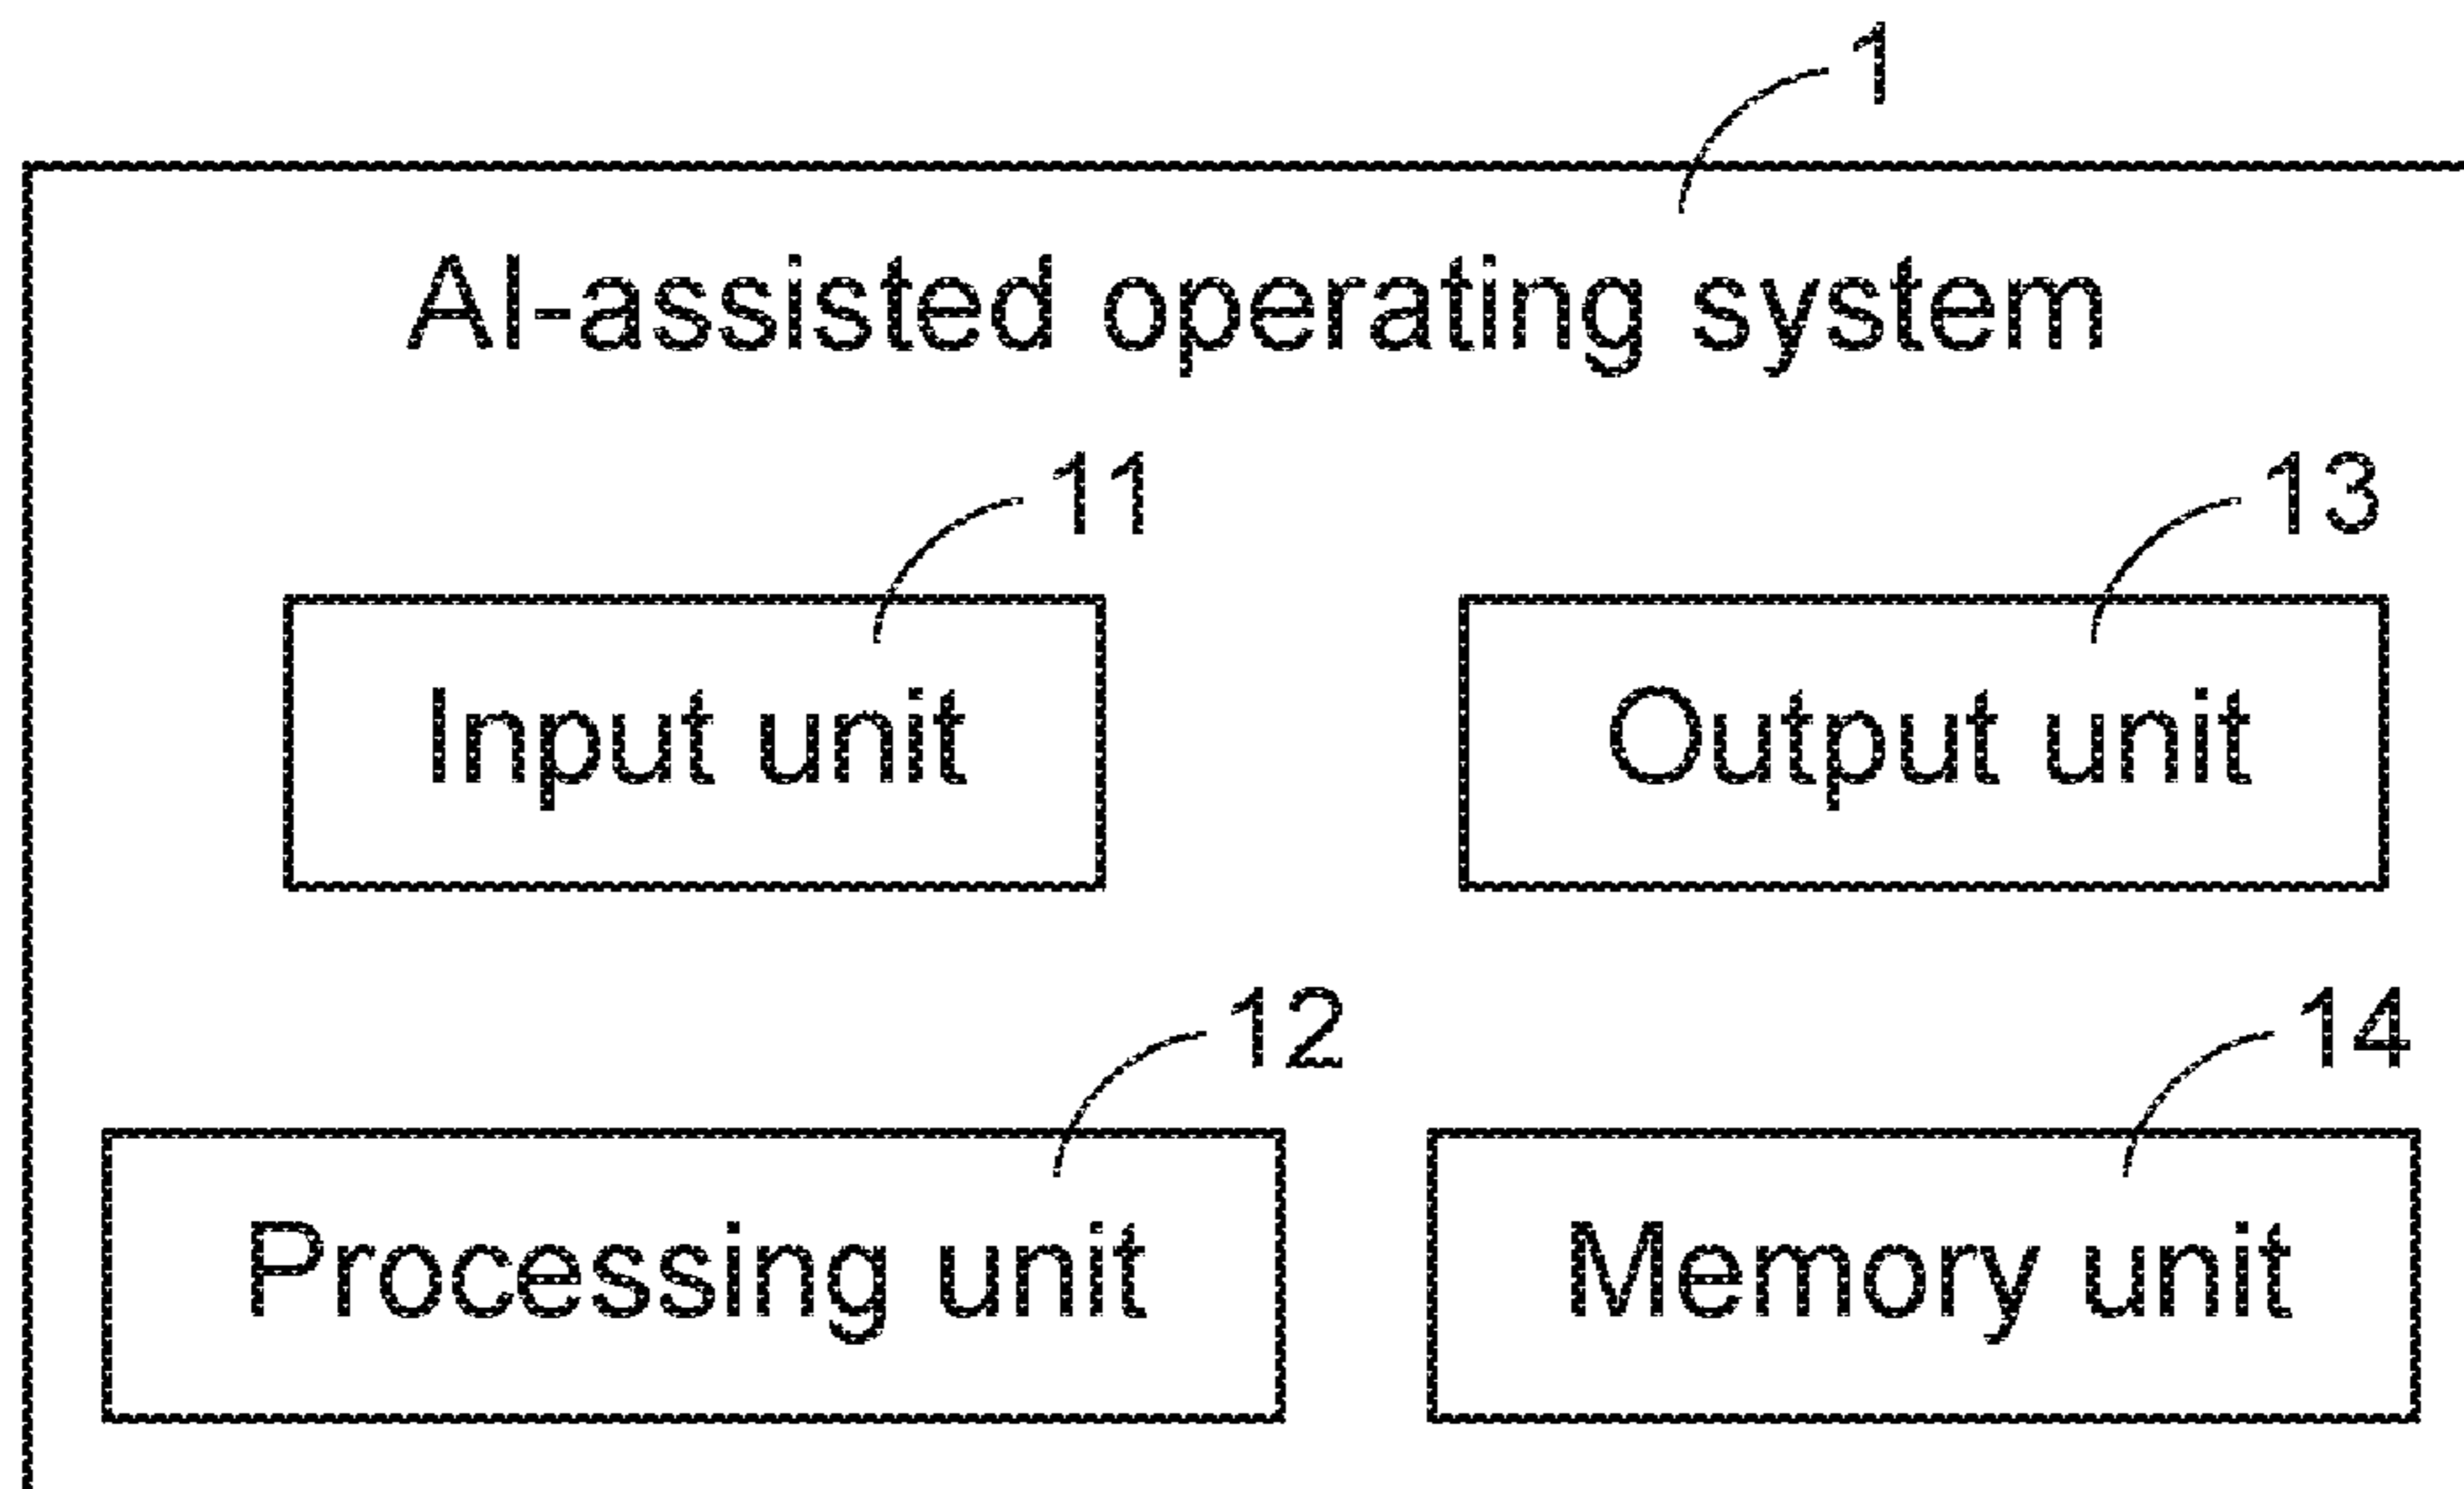 1
AI-assisted operating system
11
13
Input unit
Output unit
12
14
Processing unit
Memory unit